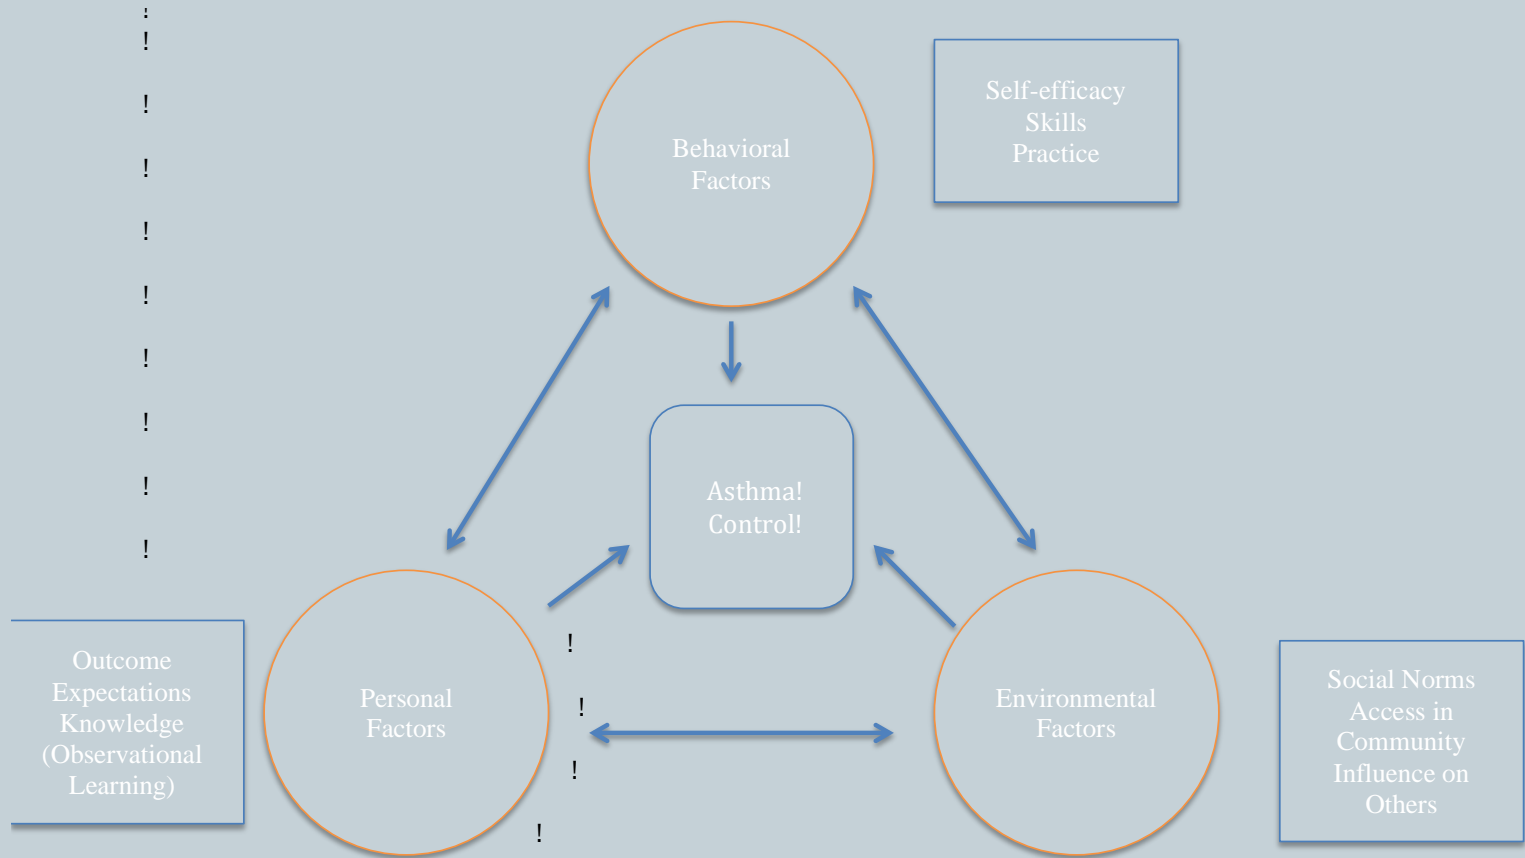 !
!
!
!
!
!
!
!
!
!
Behavioral
Factors
Self-efficacy
Skills
Practice
Asthma!
Control!
Outcome
Expectations
Knowledge
(Observational
Learning)
Personal
Factors
!
!
!
!
Environmental
Factors
Social Norms
Access in
Community
Influence on
Others